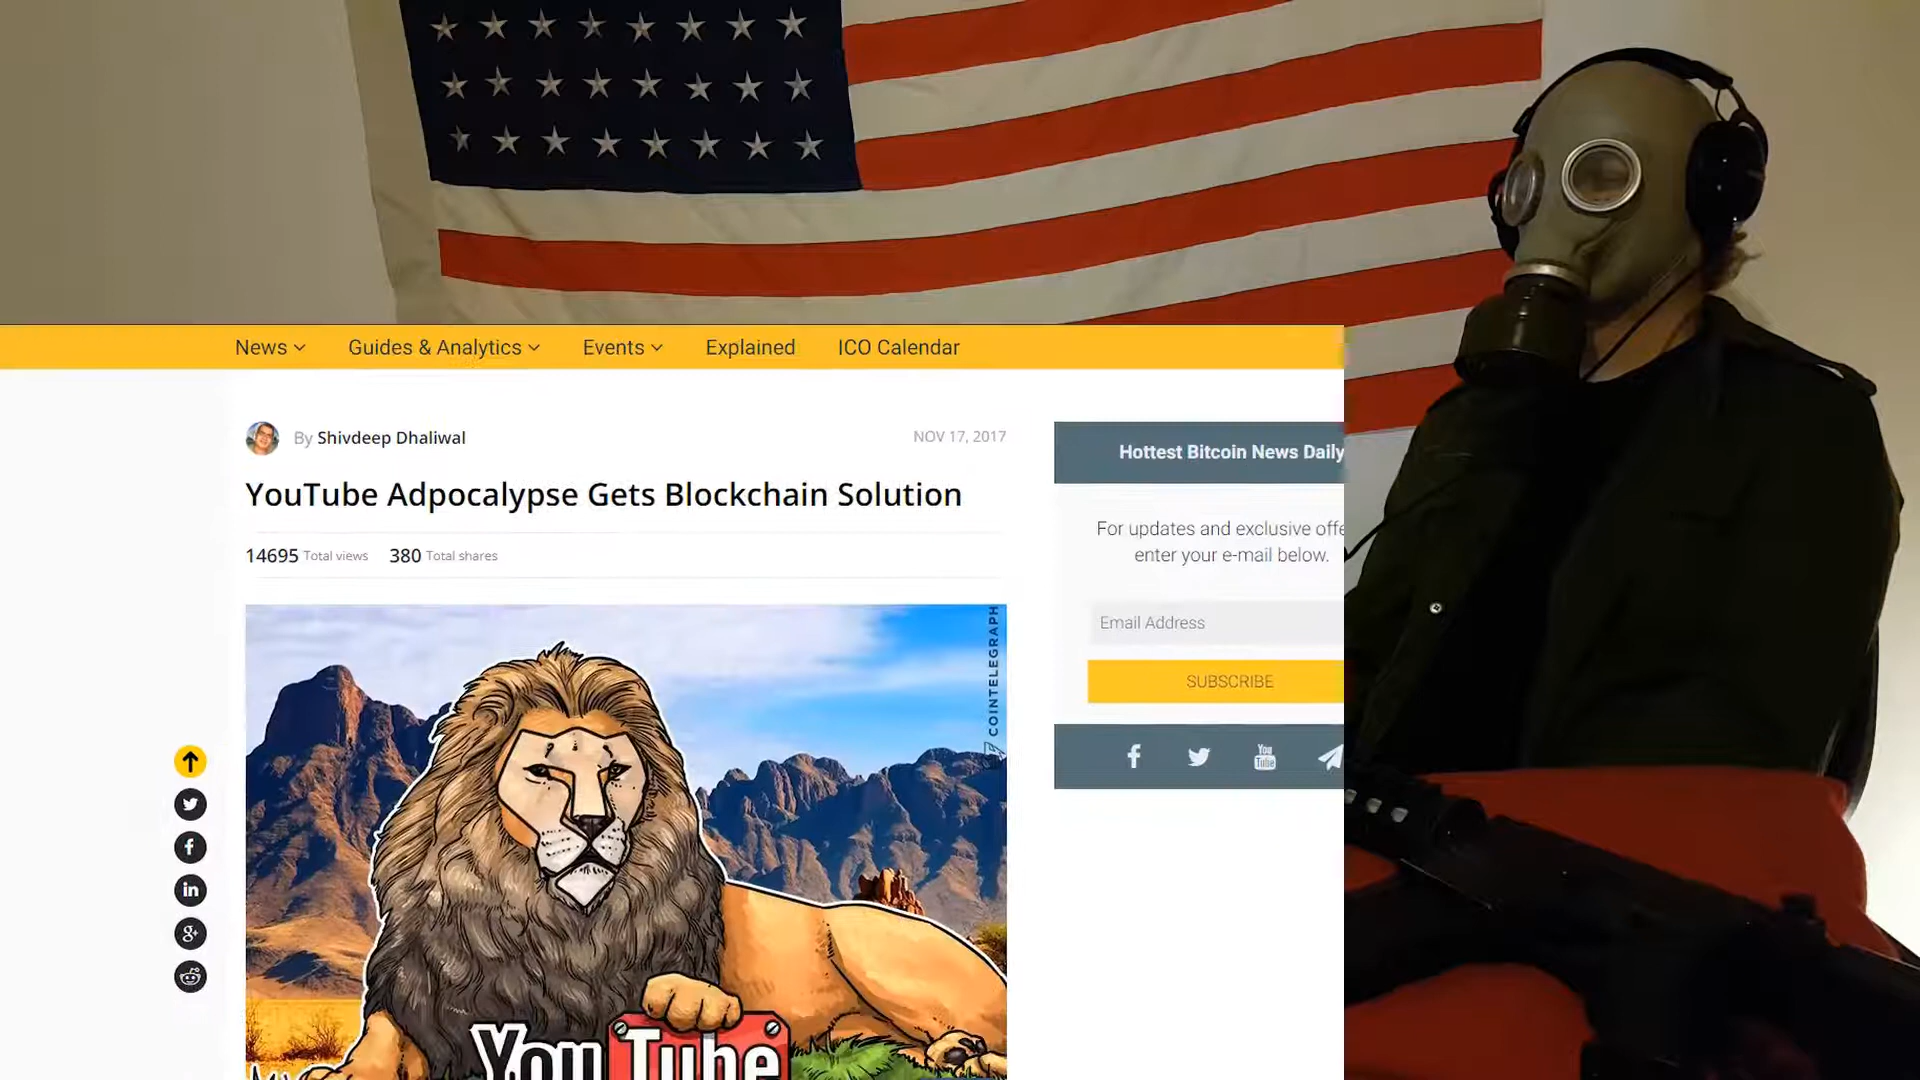 News
Guides & Analytics
Events
Explained
ICO Calendar
By Shivdeep Dhaliwal
NOV 17, 2017
YouTube Adpocalypse Gets Blockchain Solution
14695 Total views 380 Total shares
COINTELEGRAPH
YouTube
Hottest Bitcoin News Daily
For updates and exclusive offe
enter your e-mail below.
Email Address
SUBSCRIBE
You
Tube